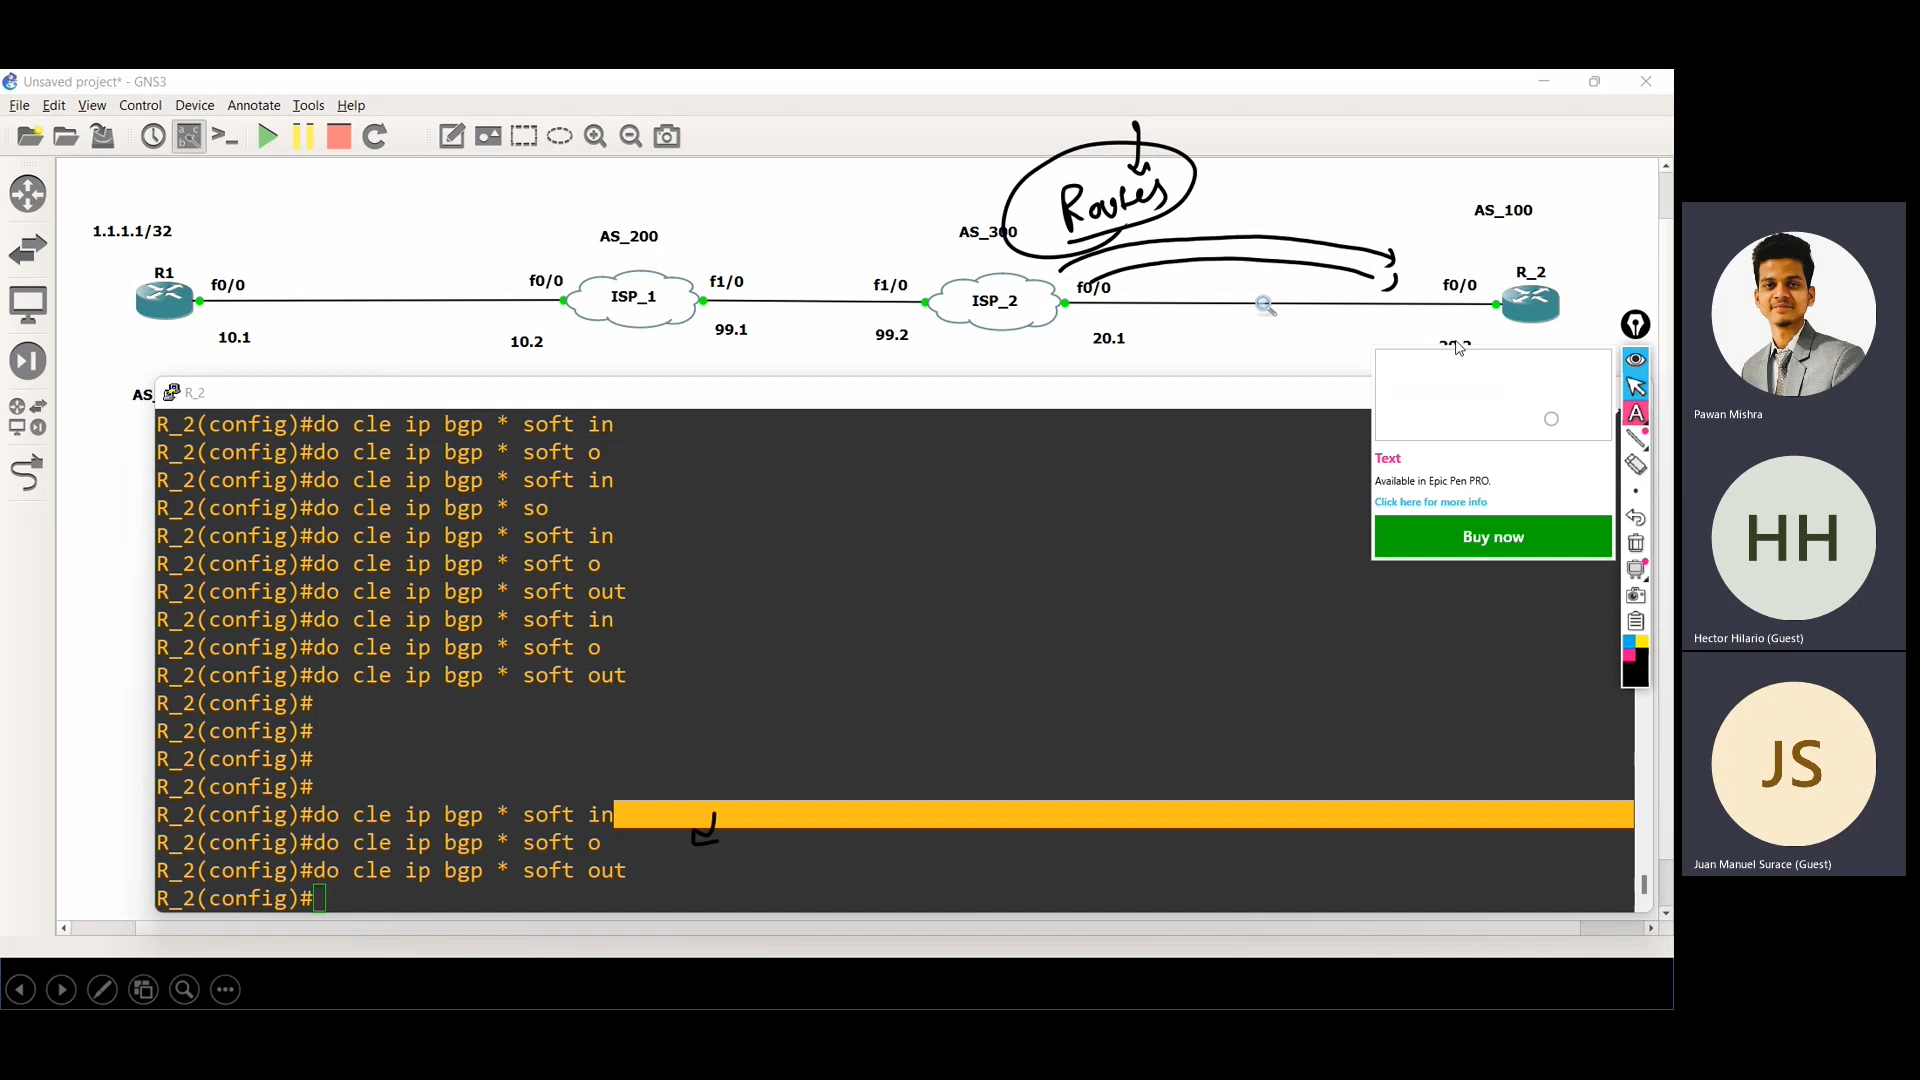 Unsaved project* - GNS3
File Edit View Control Device Annotate Tools Help
Routes
AS_100
1.1.1.1/32
AS_200
AS_300
R1
R_2
f0/0
f0/0
f1/0
f1/0
f0/0
f0/0
ISP_1
ISP_2
10.1
10.2
99.1
99.2
20.1
AS_
R_2
R_2(config)#do cle ip bgp * soft in
R_2(config)#do cle ip bgp * soft o
R_2(config)#do cle ip bgp * soft in
R_2(config)#do cle ip bgp * so
R_2(config)#do cle ip bgp * soft in
R_2(config)#do cle ip bgp * soft o
R_2(config)#do cle ip bgp * soft out
R_2(config)#do cle ip bgp * soft in
R_2(config)#do cle ip bgp * soft o
R_2(config)#do cle ip bgp * soft out
R_2(config)#
R_2(config)#
R_2(config)#
R_2(config)#
R_2(config)#do cle ip bgp * soft in
R_2(config)#do cle ip bgp * soft o
R_2(config)#do cle ip bgp * soft out
R_2(config)#
Text
Available in Epic Pen PRO.
Click here for more info
Buy now
A
Pawan Mishra
HH
Hector Hilario (Guest)
JS
Juan Manuel Surace (Guest)